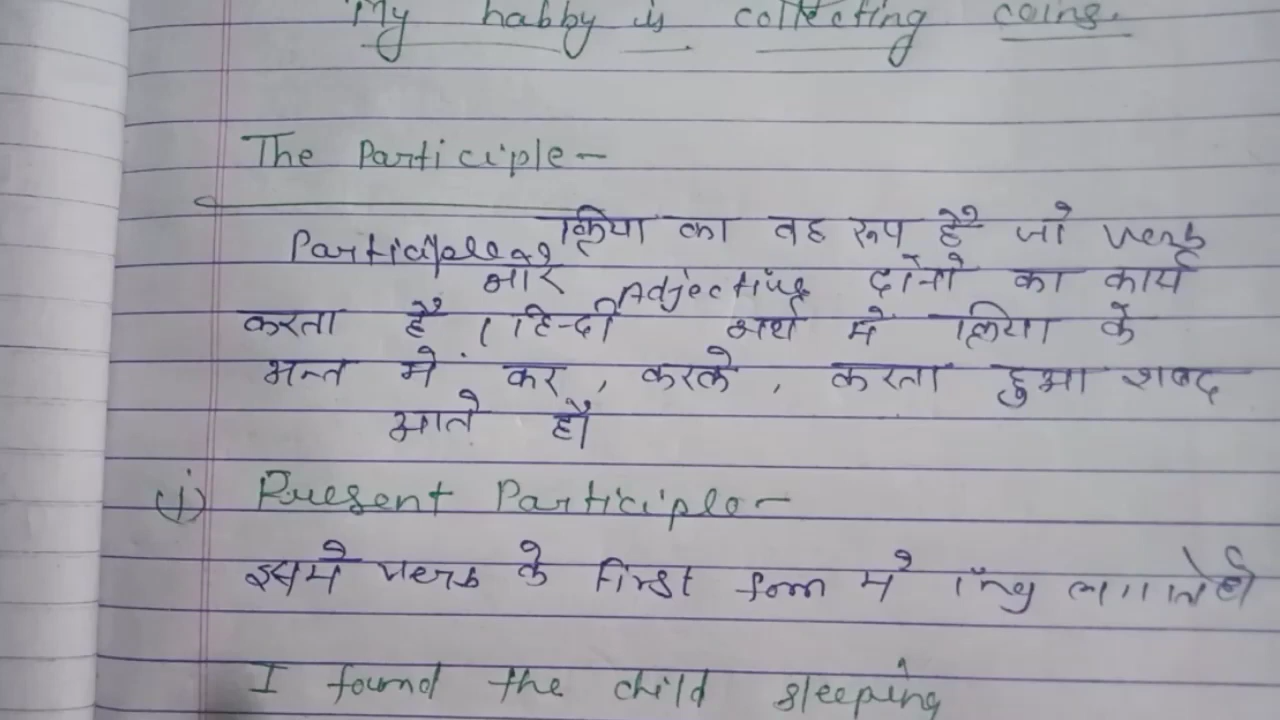 My habby is collecting coins.
The Participle-
Participle क्रिया का वह रूप है जो verb
और Adjective दोनों का कार्य
करता है । हिन्दी अर्थ में क्रिया के
अन्त में कर , करके , करता हुआ शब्द
आते है।
(i) Present Participle-
इसमे verb के first form मे ing लगाते है
I found the child sleeping